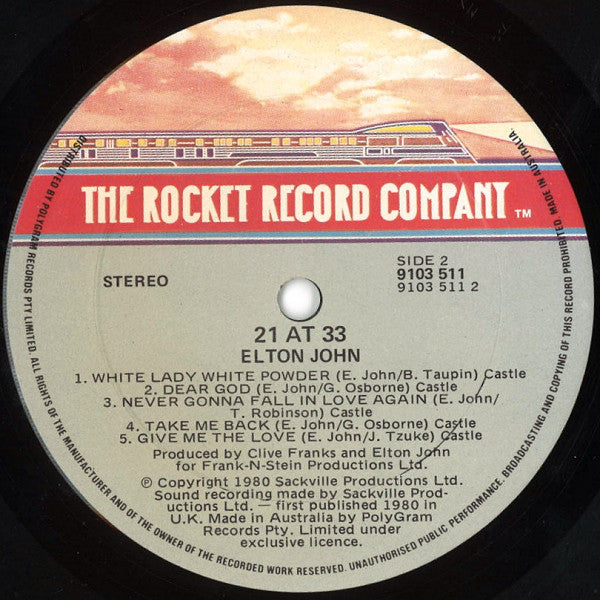 THE ROCKET RECORD COMPANY ™
STEREO
SIDE 2
9103 511
9103 511 2
21 AT 33
ELTON JOHN
1. WHITE LADY WHITE POWDER (E. John/B. Taupin) Castle
2. DEAR GOD (E. John/G. Osborne) Castle
3. NEVER GONNA FALL IN LOVE AGAIN (E. John/
T. Robinson) Castle
4. TAKE ME BACK (E. John/G. Osborne) Castle
5. GIVE ME THE LOVE (E. John/J. Tzuke) Castle
Produced by Clive Franks and Elton John
for Frank-N-Stein Productions Ltd.
℗ Copyright 1980 Sackville Productions Ltd.
Sound recording made by Sackville Prod-
uctions Ltd. — first published 1980 in
U.K. Made in Australia by PolyGram
Records Pty. Limited under
exclusive licence.
DISTRIBUTED BY POLYGRAM RECORDS PTY LIMITED. ALL RIGHTS OF THE MANUFACTURER AND OF THE OWNER OF THE RECORDED WORK RESERVED. UNAUTHORISED PUBLIC PERFORMANCE, BROADCASTING AND COPYING OF THIS RECORD PROHIBITED. MADE IN AUSTRALIA.